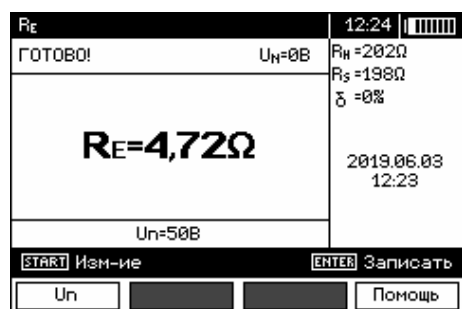 RE 12:24
ГОТОВО! UN=0В
RH=202Ω
RS=198Ω
δ=0%
RE=4,72Ω
2019.06.03
12:23
Un=50В
START Изм-ие ENTER Записать
Un Помощь